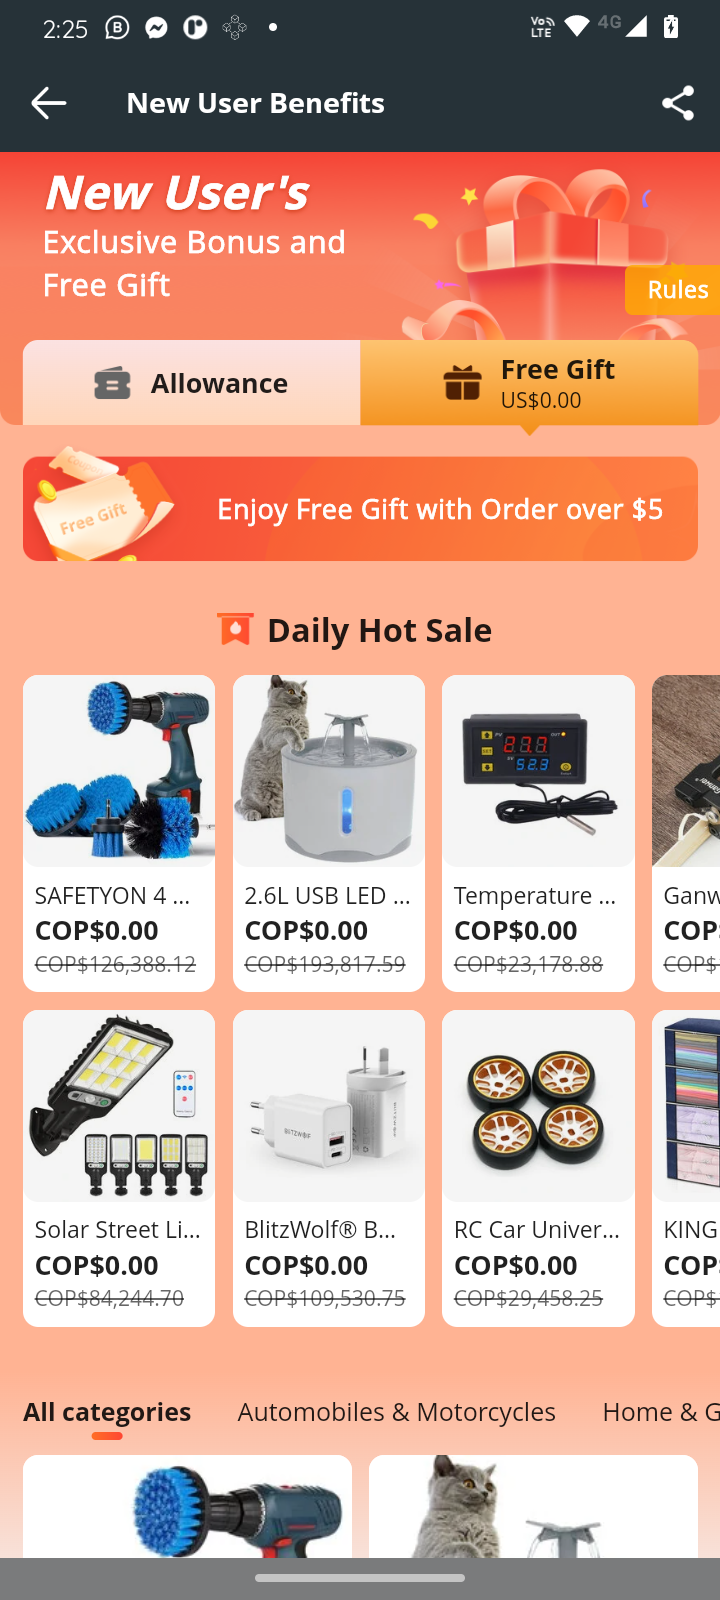 2:25
VoLTE
4G
New User Benefits
New User's
Exclusive Bonus and
Free Gift
Rules
Allowance
Free Gift
US$0.00
Coupons
Free Gift
Enjoy Free Gift with Order over $5
Daily Hot Sale
SAFETYON 4 ...
COP$0.00
COP$126,388.12
2.6L USB LED ...
COP$0.00
COP$193,817.59
Temperature ...
COP$0.00
COP$23,178.88
Ganw
COP$
COP$
Solar Street Li...
COP$0.00
COP$84,244.70
BLITZWOLF
BlitzWolf® B...
COP$0.00
COP$109,530.75
RC Car Univer...
COP$0.00
COP$29,458.25
KING
COP$
COP$
All categories
Automobiles & Motorcycles
Home & G